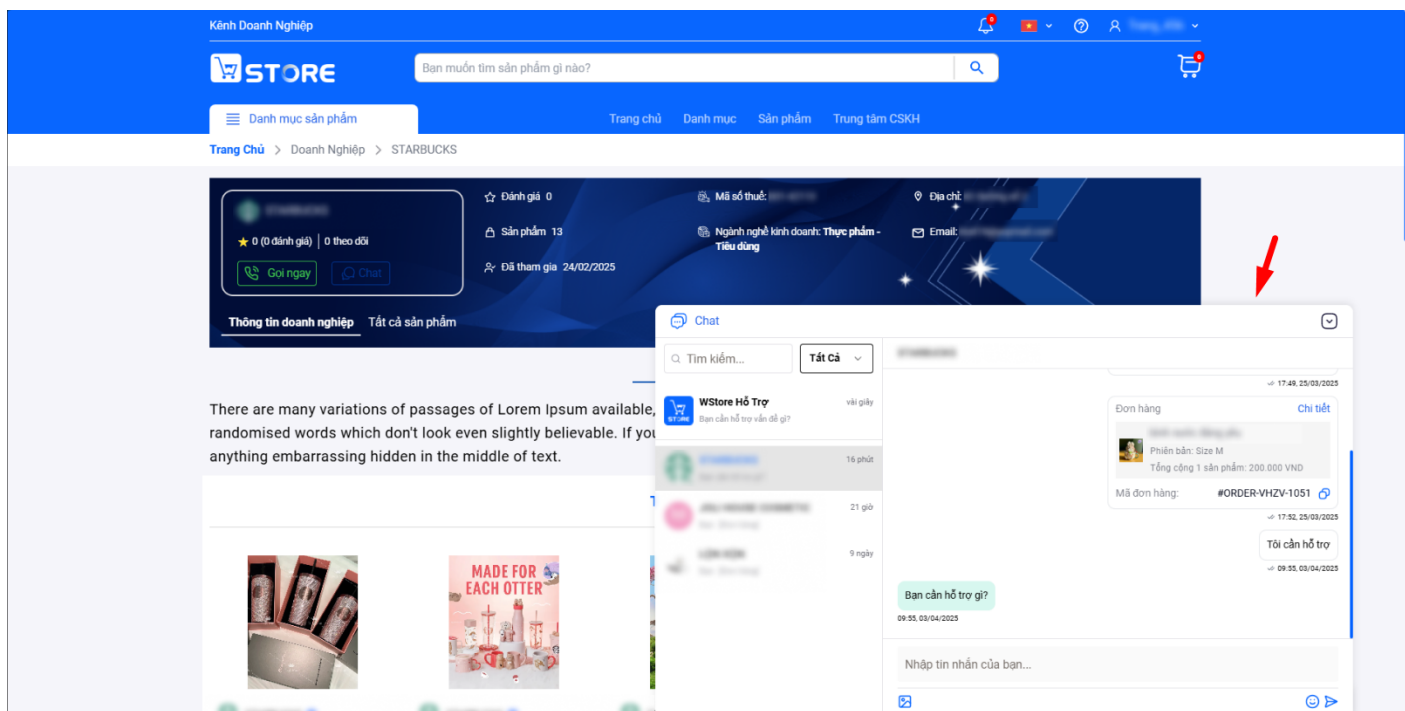 Kênh Doanh Nghiệp
0
STORE
Bạn muốn tìm sản phẩm gì nào?
0
Danh mục sản phẩm
Trang chủ Danh mục Sản phẩm Trung tâm CSKH
Trang Chủ > Doanh Nghiệp > STARBUCKS
STARBUCKS
0 (0 đánh giá) | 0 theo dõi
Gọi ngay Chat
Đánh giá 0
Sản phẩm 13
Đã tham gia 24/02/2025
Mã số thuế:
Ngành nghề kinh doanh: Thực phẩm -
Tiêu dùng
Địa chỉ:
Email:
Thông tin doanh nghiệp Tất cả sản phẩm
There are many variations of passages of Lorem Ipsum available,
randomised words which don't look even slightly believable. If you
anything embarrassing hidden in the middle of text.
MADE FOR
EACH OTTER
Chat
Tìm kiếm... Tất Cả
STORE
WStore Hỗ Trợ vài giây
Bạn cần hỗ trợ vấn đề gì?
STARBUCKS 16 phút
21 giờ
9 ngày
STARBUCKS
17:49, 25/03/2025
Đơn hàng Chi tiết
Phiên bản: Size M
Tổng cộng 1 sản phẩm: 200.000 VND
Mã đơn hàng: #ORDER-VHZV-1051
17:52, 25/03/2025
Tôi cần hỗ trợ
09:55, 03/04/2025
Bạn cần hỗ trợ gì?
09:55, 03/04/2025
Nhập tin nhắn của bạn...